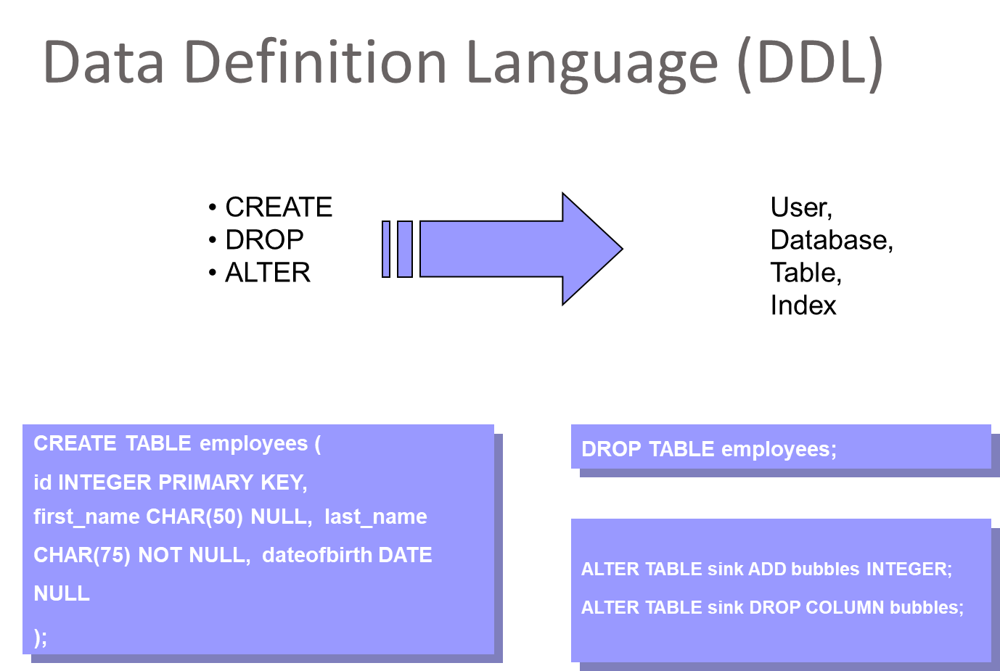 Data Definition Language (DDL)
• CREATE
• DROP
• ALTER
User,
Database,
Table,
Index
CREATE TABLE employees (
id INTEGER PRIMARY KEY,
first_name CHAR(50) NULL, last_name
CHAR(75) NOT NULL, dateofbirth DATE
NULL
);
DROP TABLE employees;
ALTER TABLE sink ADD bubbles INTEGER;
ALTER TABLE sink DROP COLUMN bubbles;